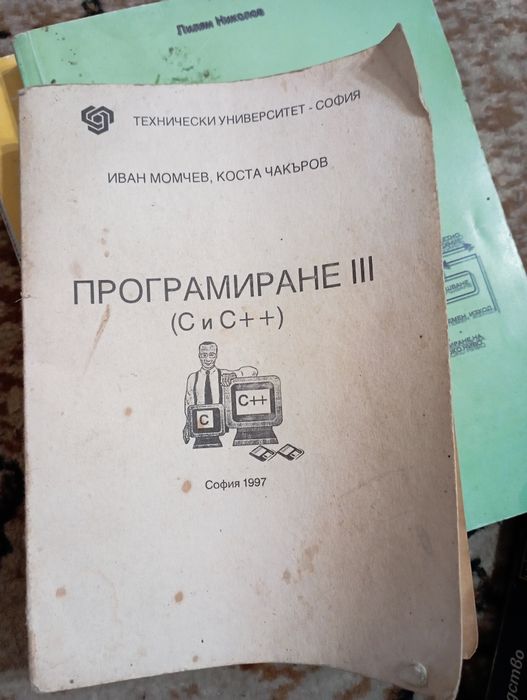 Лилян Николов
ТЕХНИЧЕСКИ УНИВЕРСИТЕТ - СОФИЯ
ИВАН МОМЧЕВ, КОСТА ЧАКЪРОВ
ПРОГРАМИРАНЕ III
(С и С++)
C
C++
София 1997